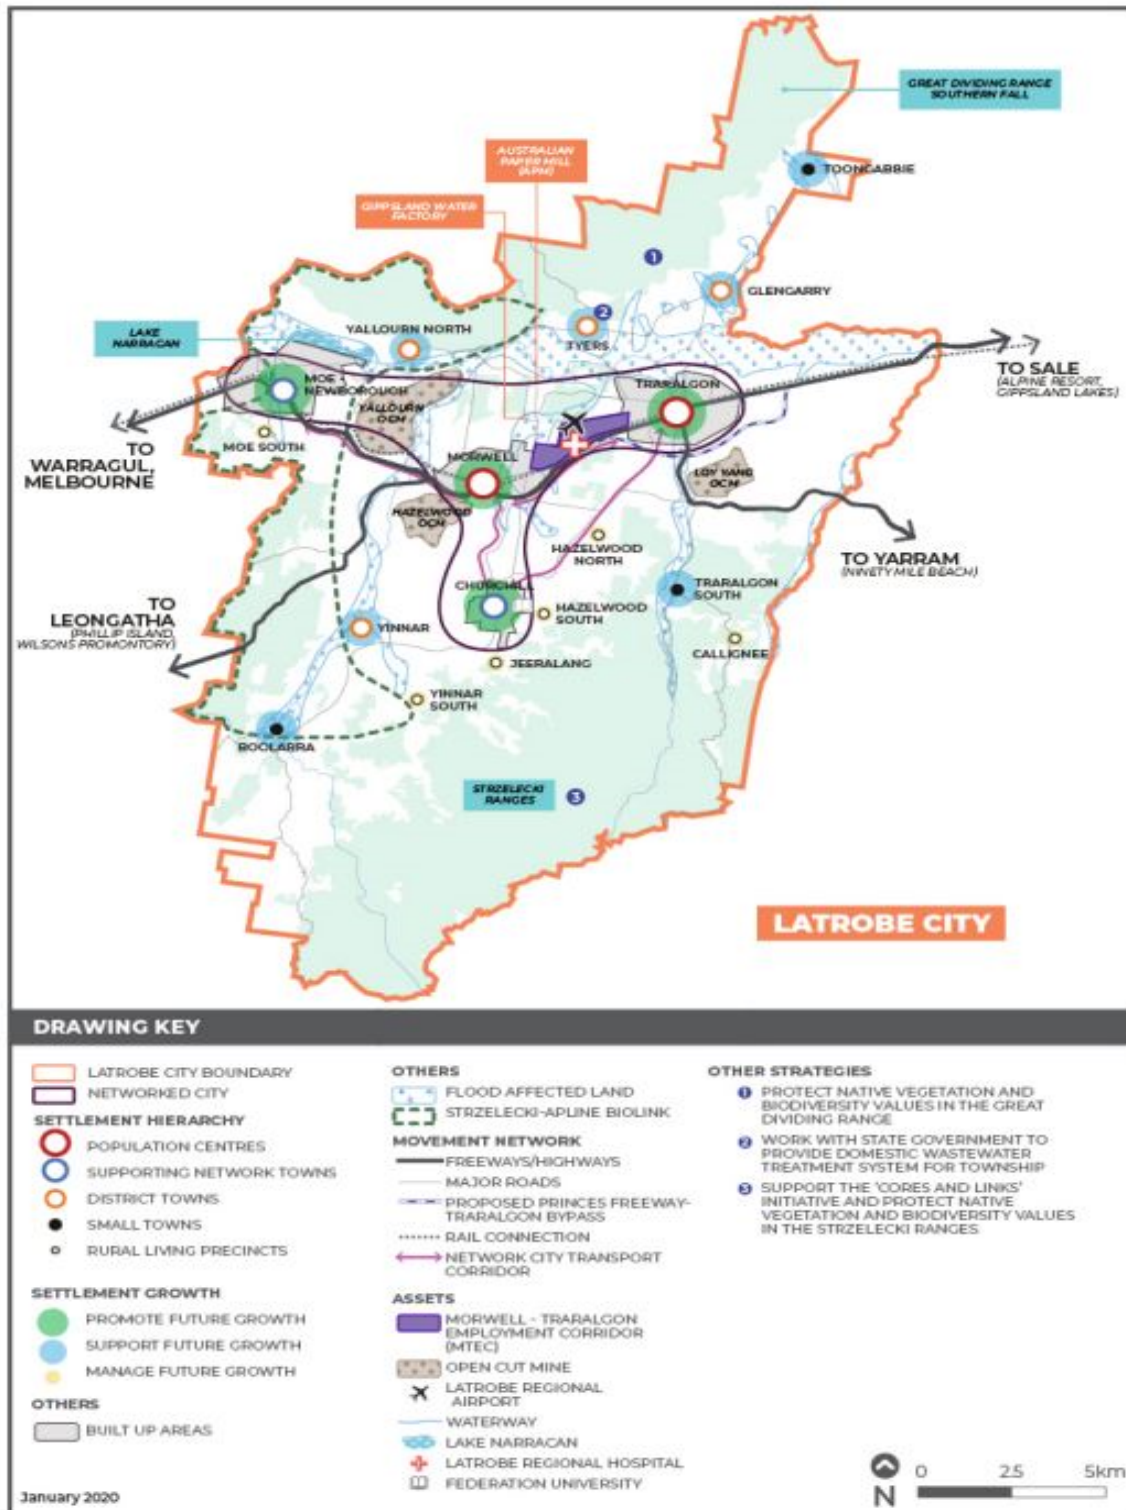 GREAT DIVIDING RANGE
SOUTHERN FALL
AUSTRALIAN
PAPER MILL
(APM)
TOONGABBIE
GIPPSLAND WATER
FACTORY
1
GLENGARRY
2
LAKE
NARRACAN
YALLOURN NORTH
TYERS
TO SALE
(ALPINE RESORT,
GIPPSLAND LAKES)
MOE -
NEWBOROUGH
TRARALGON
YALLOURN
OCM
MOE SOUTH
TO
WARRAGUL,
MELBOURNE
MORWELL
LOY YANG
OCM
HAZELWOOD
OCM
HAZELWOOD
NORTH
TO YARRAM
(NINETY MILE BEACH)
CHURCHILL
TRARALGON
SOUTH
TO
LEONGATHA
(PHILLIP ISLAND,
WILSONS PROMONTORY)
HAZELWOOD
SOUTH
YINNAR
CALLIGNEE
JEERALANG
YINNAR
SOUTH
BOOLARRA
STRZELECKI
RANGES
3
LATROBE CITY
DRAWING KEY
LATROBE CITY BOUNDARY
NETWORKED CITY
SETTLEMENT HIERARCHY
POPULATION CENTRES
SUPPORTING NETWORK TOWNS
DISTRICT TOWNS
SMALL TOWNS
RURAL LIVING PRECINCTS
SETTLEMENT GROWTH
PROMOTE FUTURE GROWTH
SUPPORT FUTURE GROWTH
MANAGE FUTURE GROWTH
OTHERS
BUILT UP AREAS
OTHERS
FLOOD AFFECTED LAND
STRZELECKI-APLINE BIOLINK
MOVEMENT NETWORK
FREEWAYS/HIGHWAYS
MAJOR ROADS
PROPOSED PRINCES FREEWAY-
TRARALGON BYPASS
RAIL CONNECTION
NETWORK CITY TRANSPORT
CORRIDOR
ASSETS
MORWELL - TRARALGON
EMPLOYMENT CORRIDOR
(MTEC)
OPEN CUT MINE
LATROBE REGIONAL
AIRPORT
WATERWAY
LAKE NARRACAN
LATROBE REGIONAL HOSPITAL
FEDERATION UNIVERSITY
OTHER STRATEGIES
1 PROTECT NATIVE VEGETATION AND
BIODIVERSITY VALUES IN THE GREAT
DIVIDING RANGE
2 WORK WITH STATE GOVERNMENT TO
PROVIDE DOMESTIC WASTEWATER
TREATMENT SYSTEM FOR TOWNSHIP
3 SUPPORT THE 'CORES AND LINKS'
INITIATIVE AND PROTECT NATIVE
VEGETATION AND BIODIVERSITY VALUES
IN THE STRZELECKI RANGES
January 2020
N
0 2.5 5km